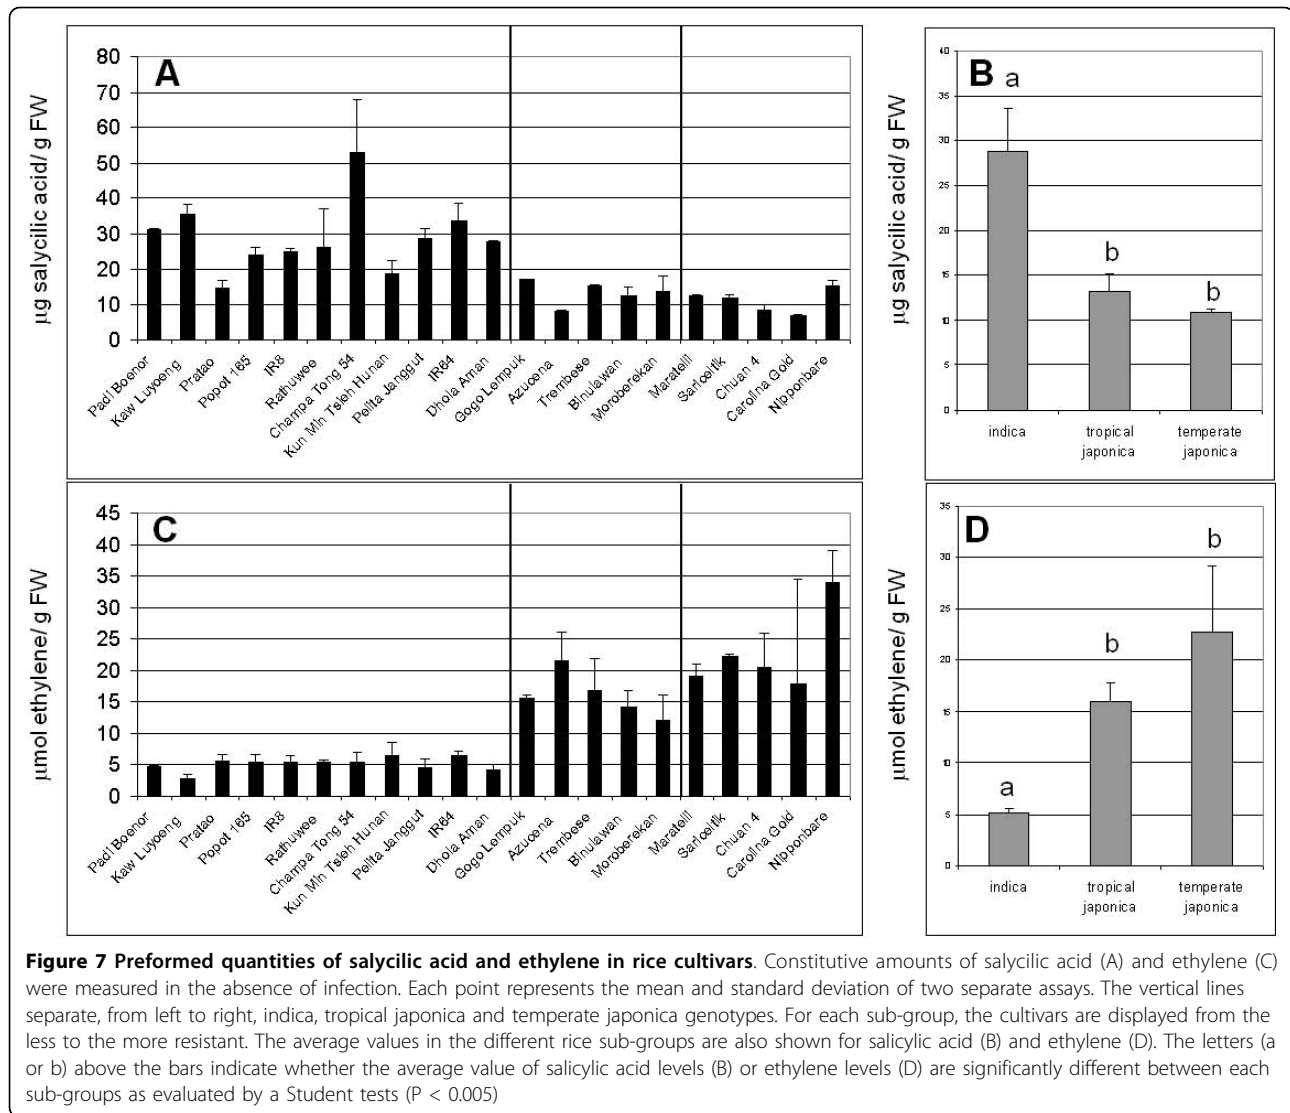 80
70
60
50
40
30
20
10
0
A
µg salycilic acid/ g FW
Padi Boenor
Kaw Luyoeng
Pratao
Popot 165
IR8
Rathuwee
Champa Tong 54
Kun Min Tsieh Hunan
Pelita Janggut
IR64
Dhola Aman
Gogo Lempuk
Azucena
Trembese
Binulawan
Moroberekan
Maratelli
Sariceltik
Chuan 4
Carolina Gold
Nipponbare
40
35
30
25
20
15
10
5
0
B
a
b
b
µg salycilic acid/ g FW
indica
tropical
japonica
temperate
japonica
45
40
35
30
25
20
15
10
5
0
C
µmol ethylene/ g FW
Padi Boenor
Kaw Luyoeng
Pratao
Popot 165
IR8
Rathuwee
Champa Tong 54
Kun Min Tsieh Hunan
Pelita Janggut
IR64
Dhola Aman
Gogo Lempuk
Azucena
Trembese
Binulawan
Moroberekan
Maratelli
Sariceltik
Chuan 4
Carolina Gold
Nipponbare
35
30
25
20
15
10
5
0
D
a
b
b
µmol ethylene/ g FW
indica
tropical
japonica
temperate
japonica
Figure 7 Preformed quantities of salycilic acid and ethylene in rice cultivars. Constitutive amounts of salycilic acid (A) and ethylene (C)
were measured in the absence of infection. Each point represents the mean and standard deviation of two separate assays. The vertical lines
separate, from left to right, indica, tropical japonica and temperate japonica genotypes. For each sub-group, the cultivars are displayed from the
less to the more resistant. The average values in the different rice sub-groups are also shown for salicylic acid (B) and ethylene (D). The letters (a
or b) above the bars indicate whether the average value of salicylic acid levels (B) or ethylene levels (D) are significantly different between each
sub-groups as evaluated by a Student tests (P < 0.005)